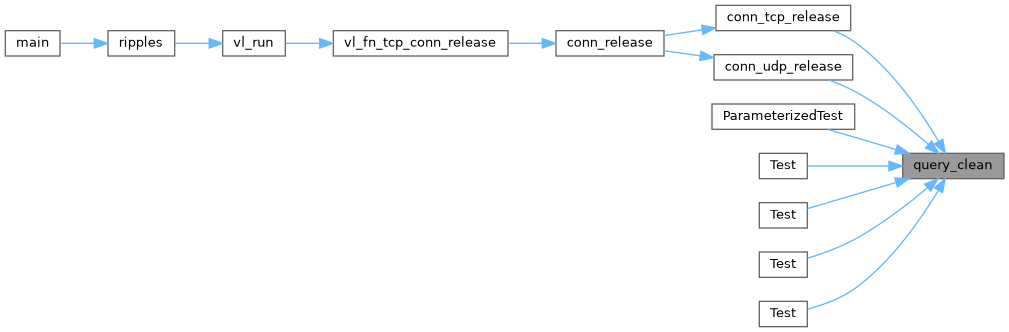 main
ripples
vl_run
vl_fn_tcp_conn_release
conn_release
conn_tcp_release
conn_udp_release
ParameterizedTest
Test
Test
Test
Test
query_clean